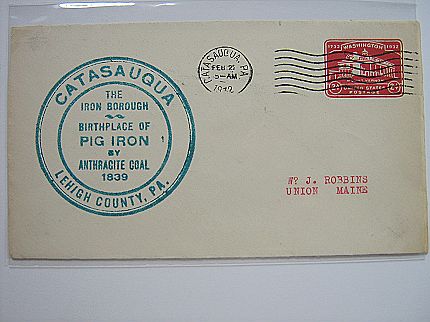 CATASAUQUA
THE
IRON BOROUGH
BIRTHPLACE OF
PIG IRON
BY
ANTHRACITE COAL
1839
LEHIGH COUNTY, PA.
CATASAUQUA, PA.
FEB 22
5-AM
1732 WASHINGTON 1932
UNITED STATES
POSTAGE
Wm J. ROBBINS
UNION MAINE